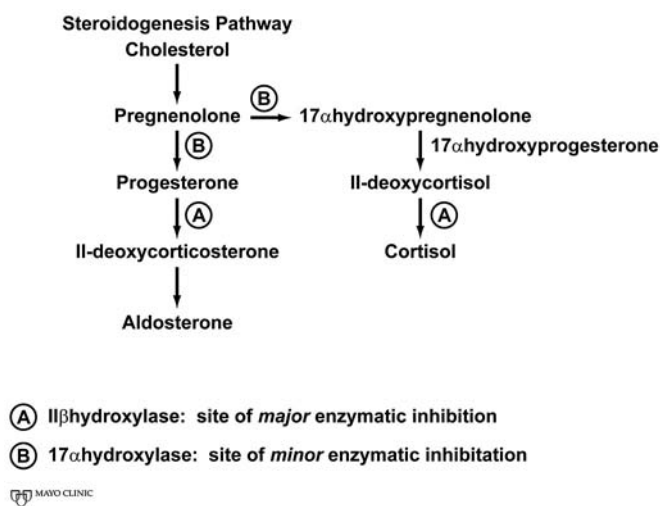 Steroidogenesis Pathway
Cholesterol
Pregnenolone B 17αhydroxypregnenolone
B 17αhydroxyprogesterone
Progesterone II-deoxycortisol
A A
II-deoxycorticosterone Cortisol
Aldosterone
A IIβhydroxylase: site of major enzymatic inhibition
B 17αhydroxylase: site of minor enzymatic inhibitation
MAYO CLINIC